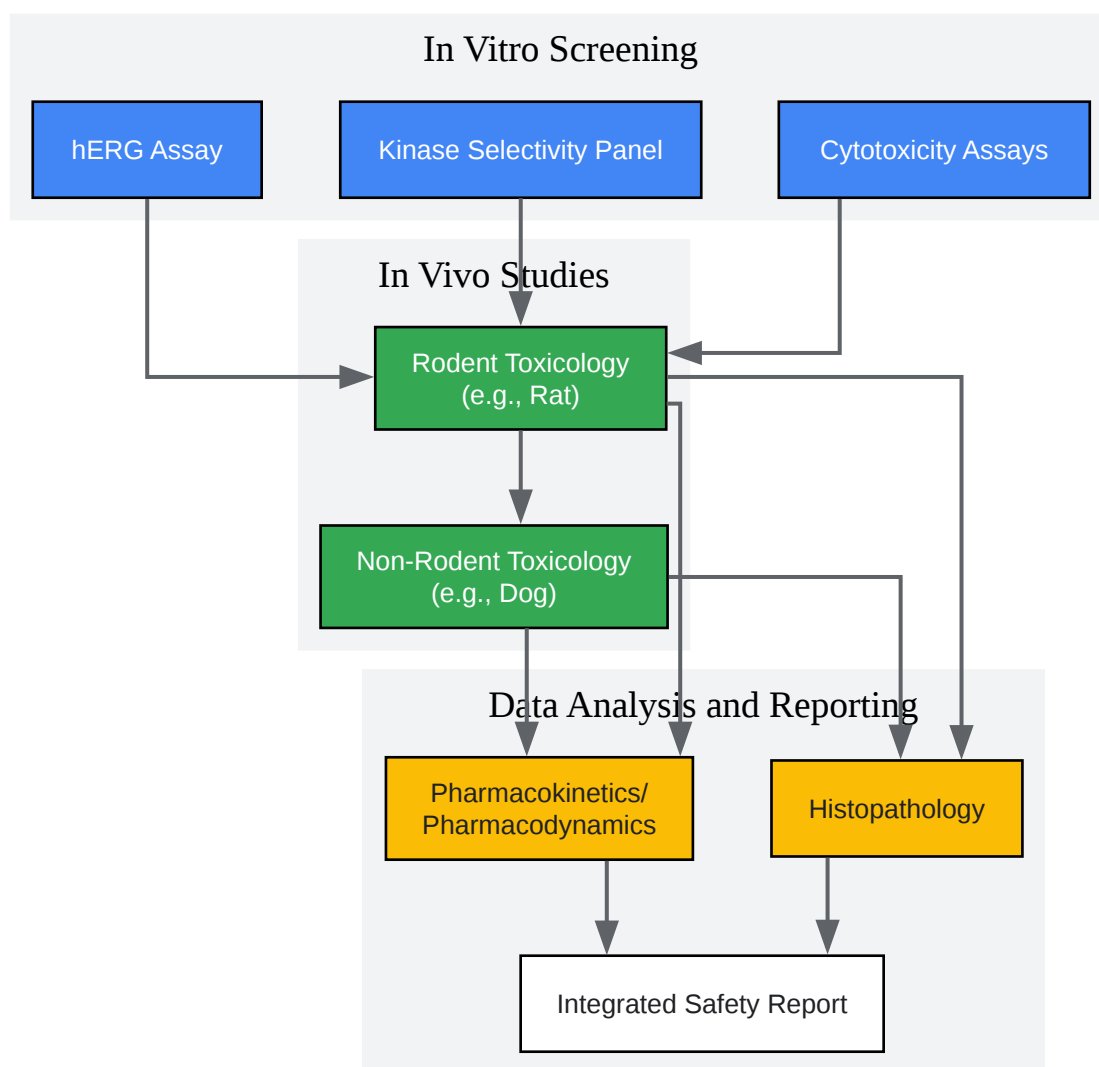 In Vitro Screening
hERG Assay
Kinase Selectivity Panel
Cytotoxicity Assays
In Vivo Studies
Rodent Toxicology
(e.g., Rat)
Non-Rodent Toxicology
(e.g., Dog)
Data Analysis and Reporting
Pharmacokinetics/
Pharmacodynamics
Histopathology
Integrated Safety Report